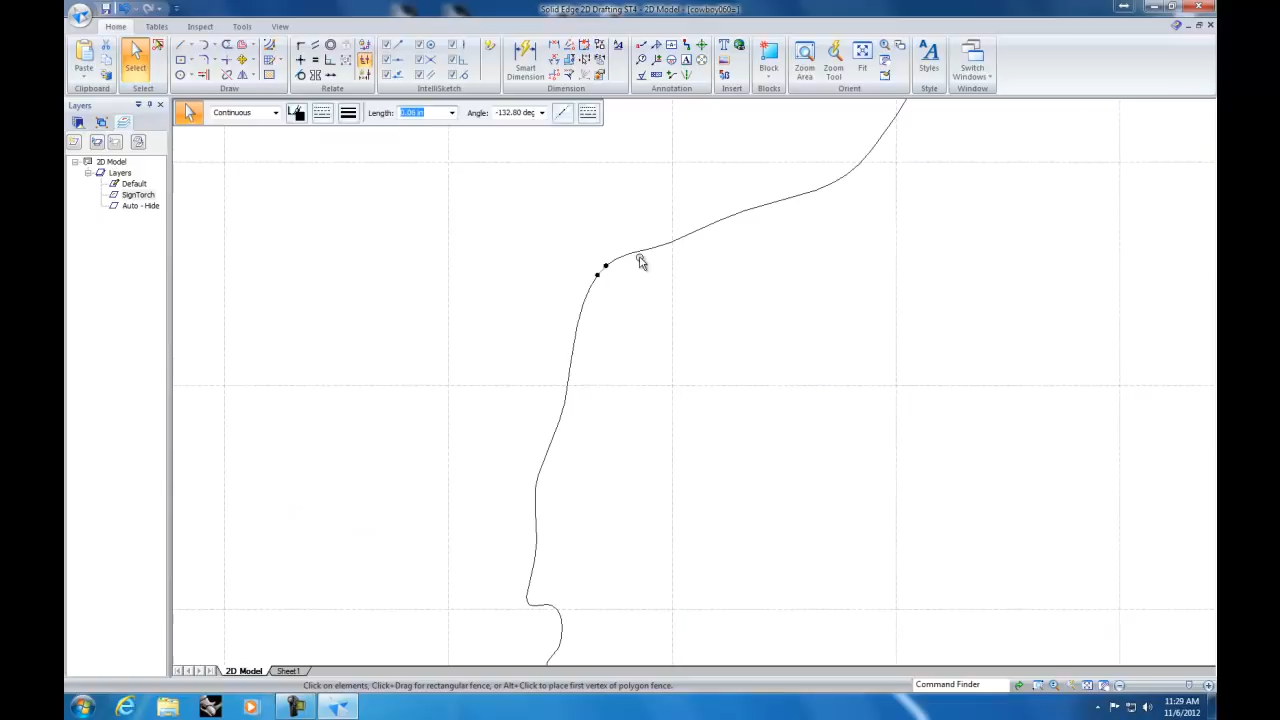 Solid Edge 2D Drafting ST4 - 2D Model - [cowboy060=]
Home Tables Inspect Tools View
Paste Select Smart Dimension Block Zoom Area Zoom Tool Fit Styles Switch Windows
Clipboard Select Draw Relate IntelliSketch Dimension Annotation Insert Blocks Orient Style Window
Layers
Continuous Length: 0.06 in Angle: -132.80 deg
2D Model
Layers
Default
SignTorch
Auto - Hide
2D Model Sheet1
Click on elements, Click+Drag for rectangular fence, or Alt+Click to place first vertex of polygon fence.
Command Finder
11:29 AM
11/6/2012